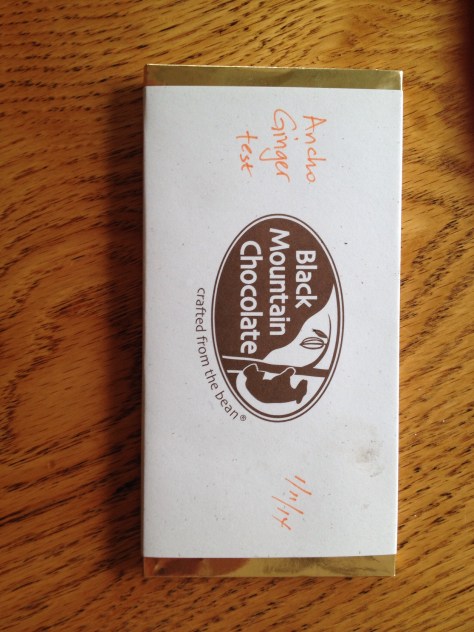 Ancho
Ginger
test
Black
Mountain
Chocolate
crafted from the bean®
1/11/14